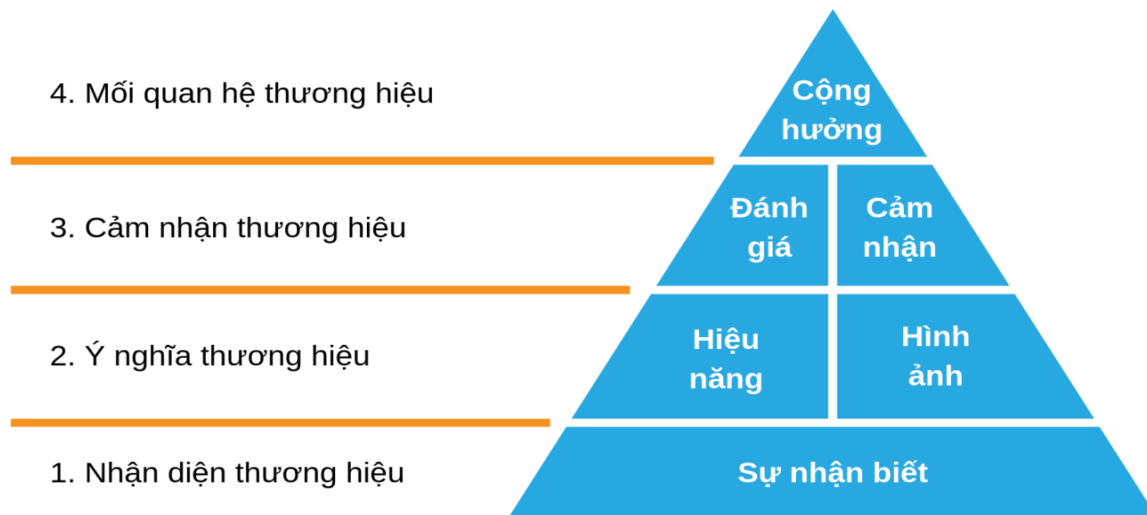 4. Mối quan hệ thương hiệu
Cộng
hưởng
3. Cảm nhận thương hiệu
Đánh
giá
Cảm
nhận
2. Ý nghĩa thương hiệu
Hiệu
năng
Hình
ảnh
1. Nhận diện thương hiệu
Sự nhận biết